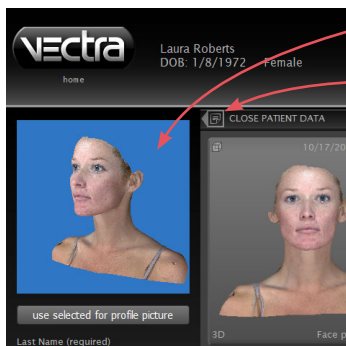 vectra
home
Laura Roberts
DOB: 1/8/1972 Female
CLOSE PATIENT DATA
10/17/20
use selected for profile picture
3D Face p
Last Name (required)